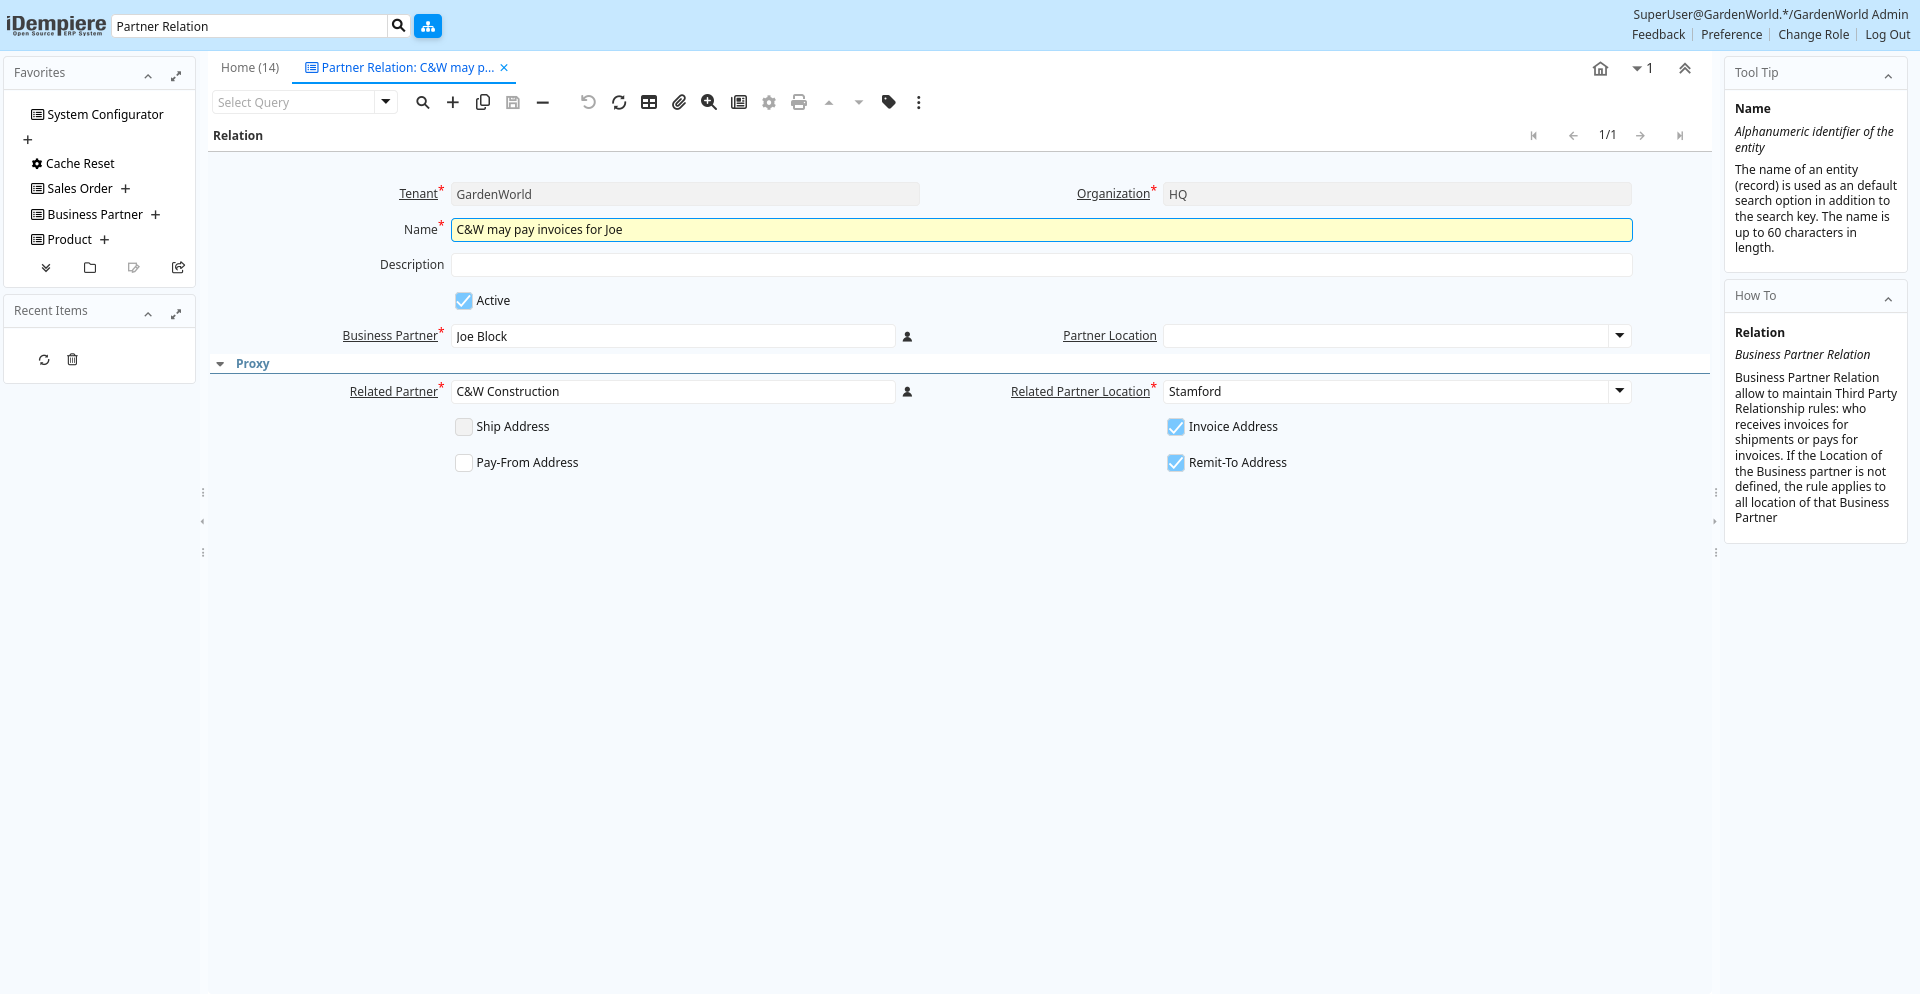 iDempiere
Open Source ERP System
Partner Relation
SuperUser@GardenWorld.*/GardenWorld Admin
Feedback
Preference
Change Role
Log Out
Favorites
System Configurator
Cache Reset
Sales Order
Business Partner
Product
Recent Items
Home (14)
Partner Relation: C&W may p...
1
Select Query
Relation
1/1
Tenant*
GardenWorld
Organization*
HQ
Name*
C&W may pay invoices for Joe
Description
Active
Business Partner*
Joe Block
Partner Location
Proxy
Related Partner*
C&W Construction
Related Partner Location*
Stamford
Ship Address
Invoice Address
Pay-From Address
Remit-To Address
Tool Tip
Name
Alphanumeric identifier of the
entity
The name of an entity
(record) is used as an default
search option in addition to
the search key. The name is
up to 60 characters in
length.
How To
Relation
Business Partner Relation
Business Partner Relation
allow to maintain Third Party
Relationship rules: who
receives invoices for
shipments or pays for
invoices. If the Location of
the Business partner is not
defined, the rule applies to
all location of that Business
Partner